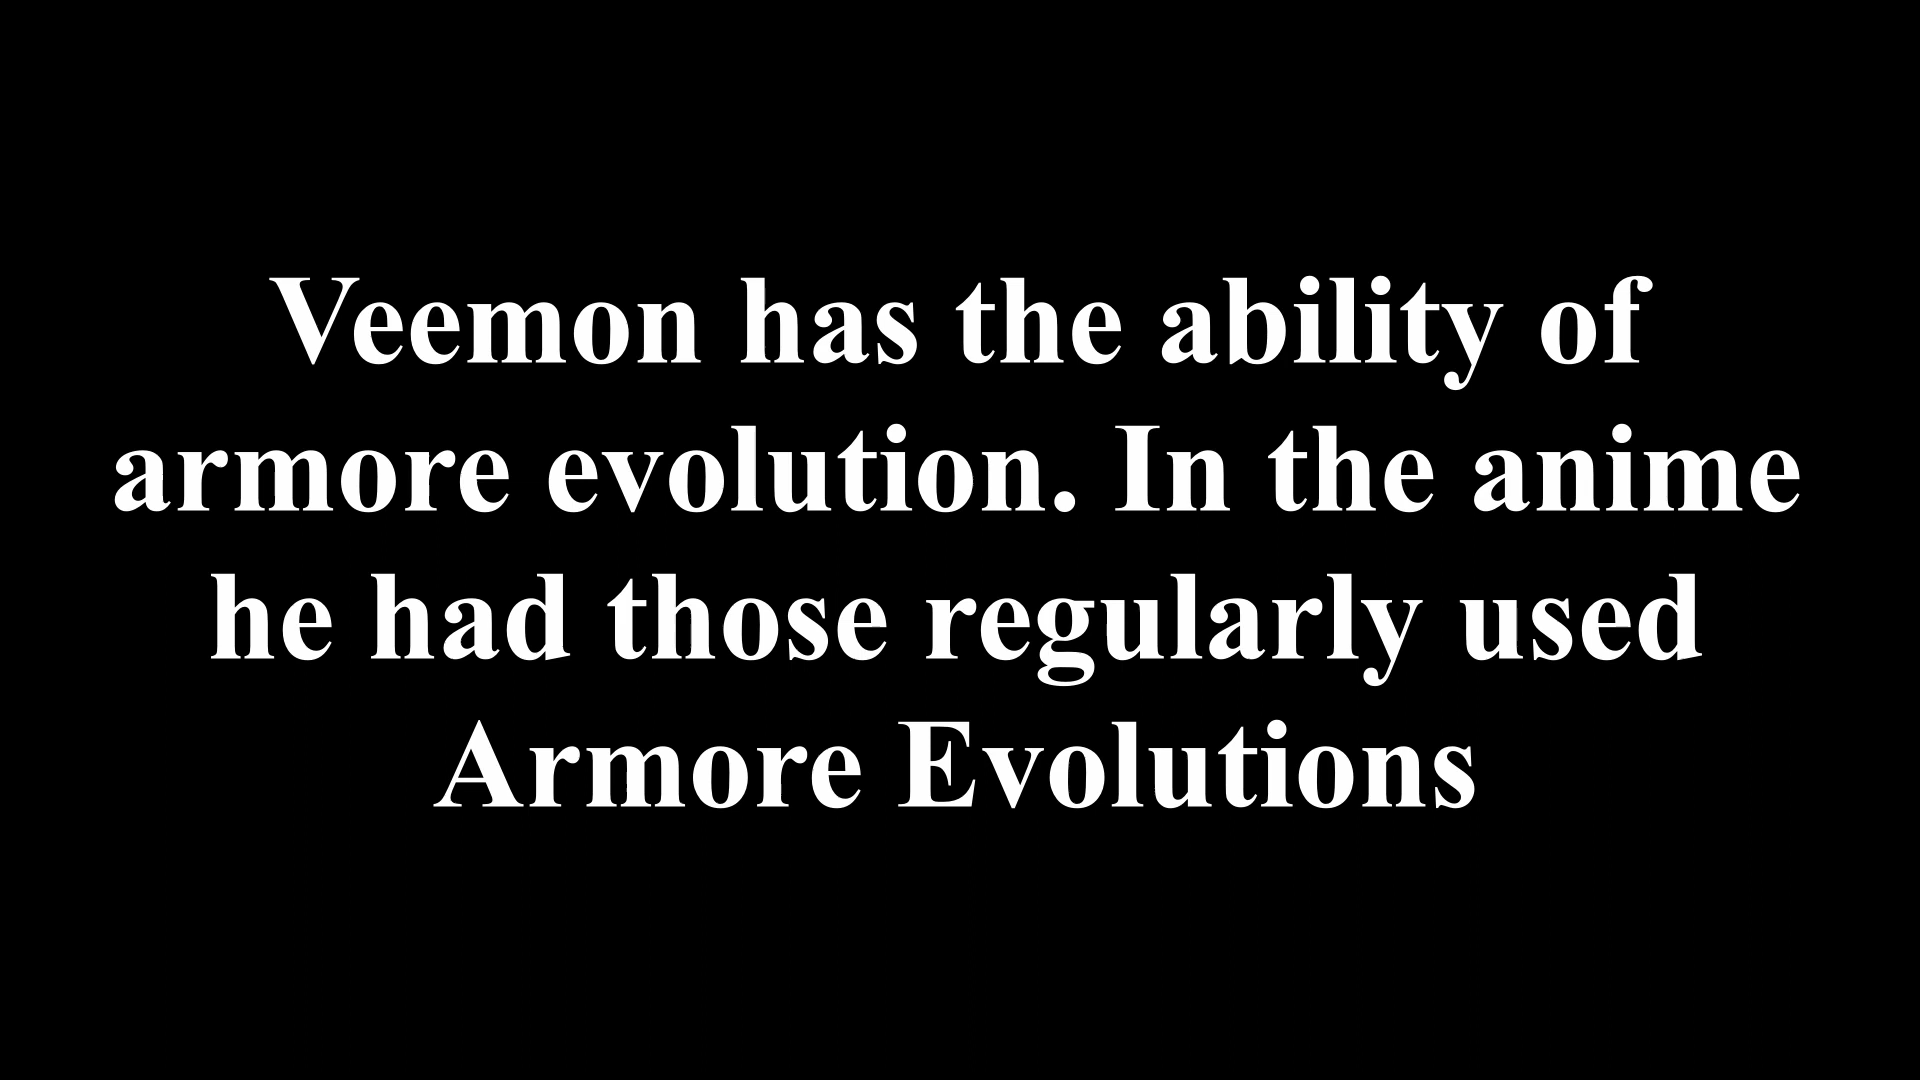 Veemon has the ability of
armore evolution. In the anime
he had those regularly used
Armore Evolutions